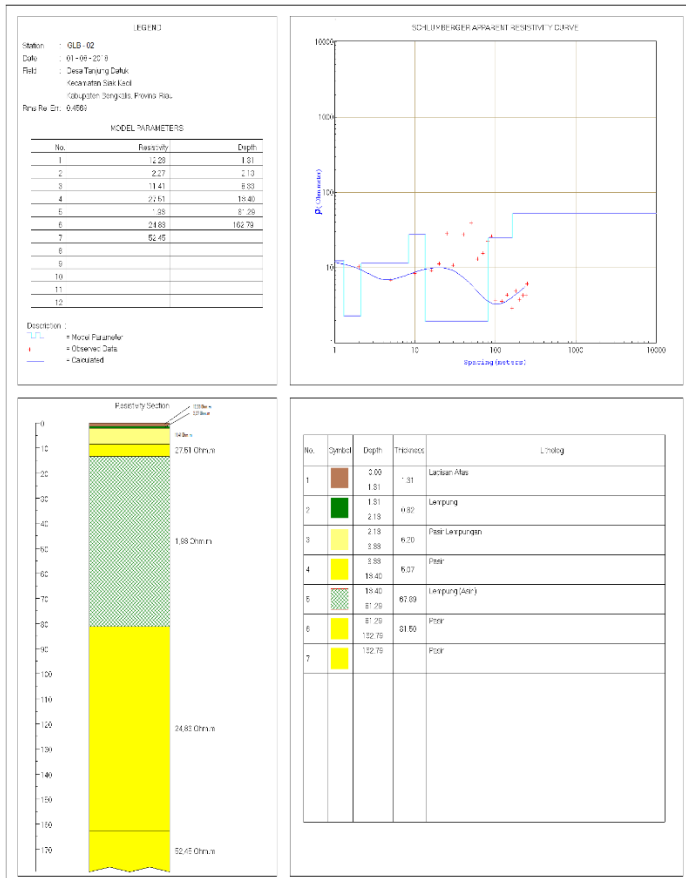 LEGEND
Station : GLB - 02
Date : 01 - 06 - 2018
Field : Desa Tanjung Datuk
Kecamatan Siak Kecil
Kabupaten Bengkalis, Provinsi Riau
Rms Re. Err: 0.4569
MODEL PARAMETERS
No. Resistivity Depth
1 12.28 1.31
2 2.27 2.13
3 11.41 8.33
4 27.51 13.40
5 1.98 81.29
6 24.83 162.79
7 52.45
8
9
10
11
12
Description :
= Model Parameter
+ = Observed Data
= Calculated
SCHLUMBERGER APPARENT RESISTIVITY CURVE
10000
1000
100
10
1 10 100 1000 10000
ρ (Ohm meter)
Spacing (meters)
Resistivity Section
0
10
20
30
40
50
60
70
80
90
100
110
120
130
140
150
160
170
27.51 Ohm.m
1,98 Ohm.m
24,83 Ohm.m
52,45 Ohm.m
No. Symbol Depth Thickness Litholog
1 0.00 1.31 1.31 Lapisan Atas
2 1.31 2.13 0.82 Lempung
3 2.13 8.33 6.20 Pasir Lempungan
4 8.33 13.40 5.07 Pasir
5 13.40 81.29 67.89 Lempung (Asin)
6 81.29 162.79 81.50 Pasir
7 162.79 Pasir